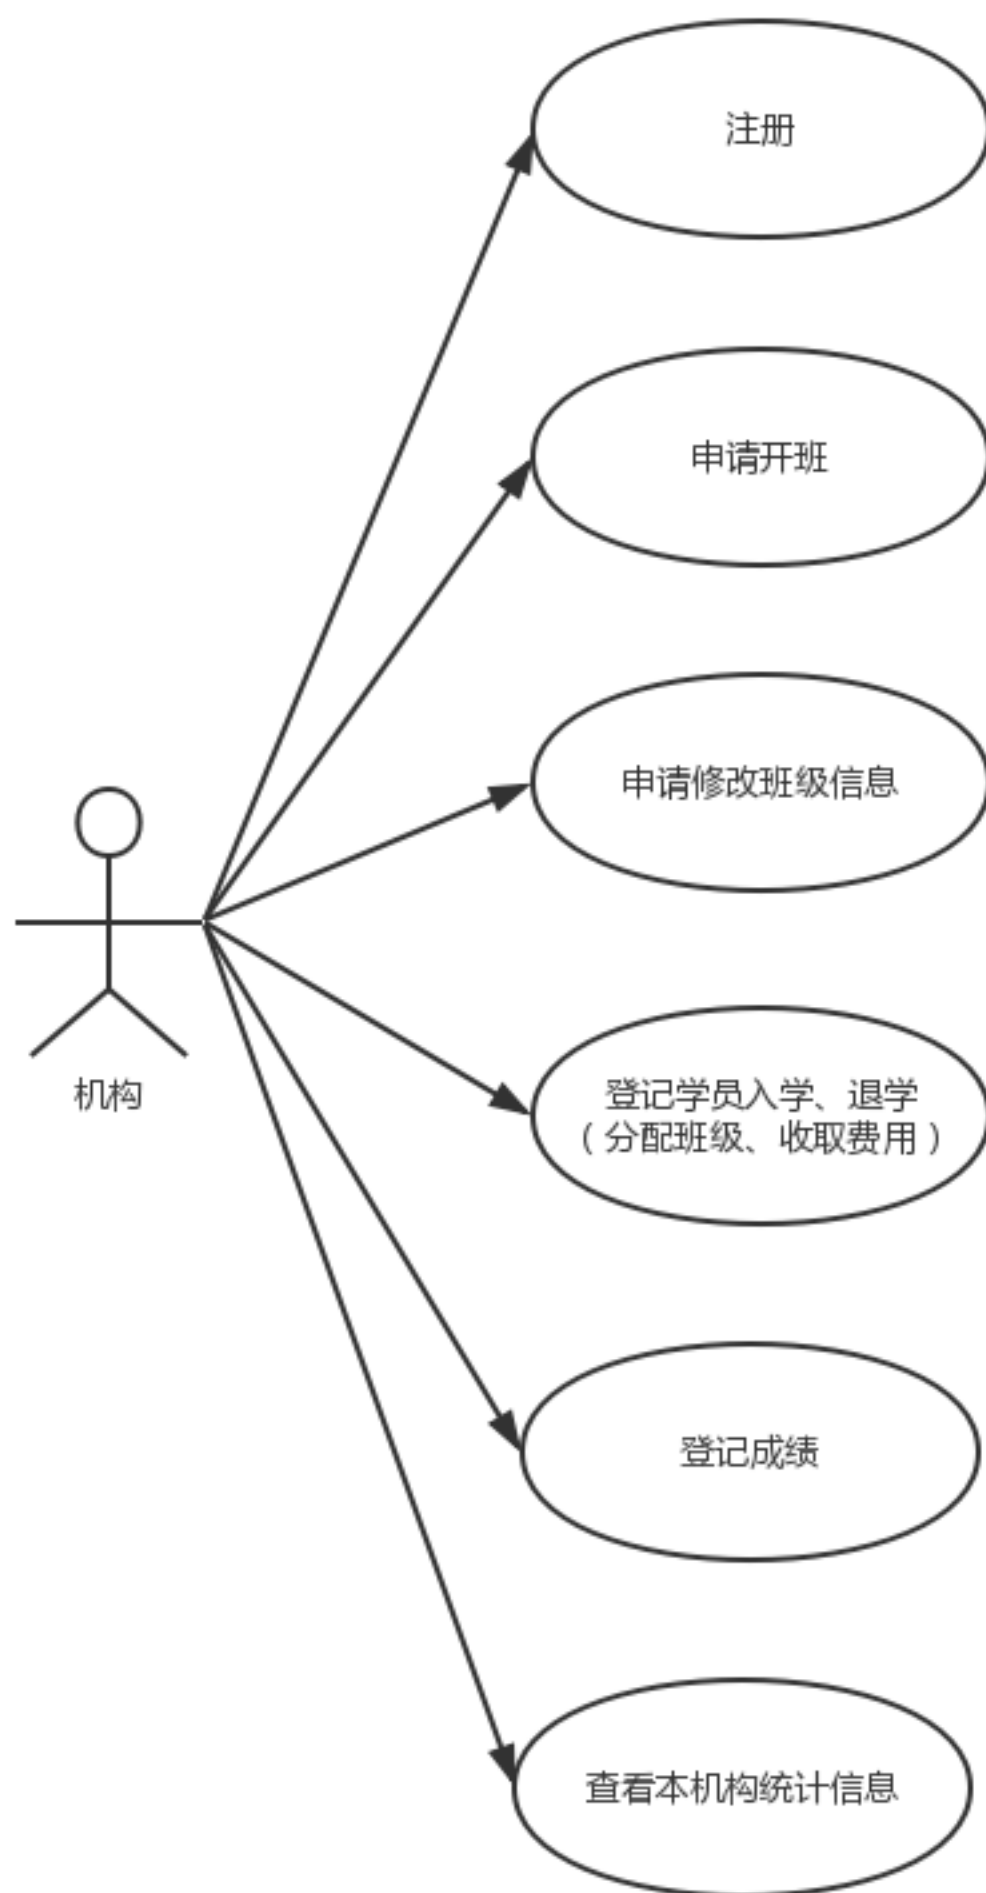 注册
申请开班
申请修改班级信息
机构
登记学员入学、退学
（分配班级、收取费用）
登记成绩
查看本机构统计信息